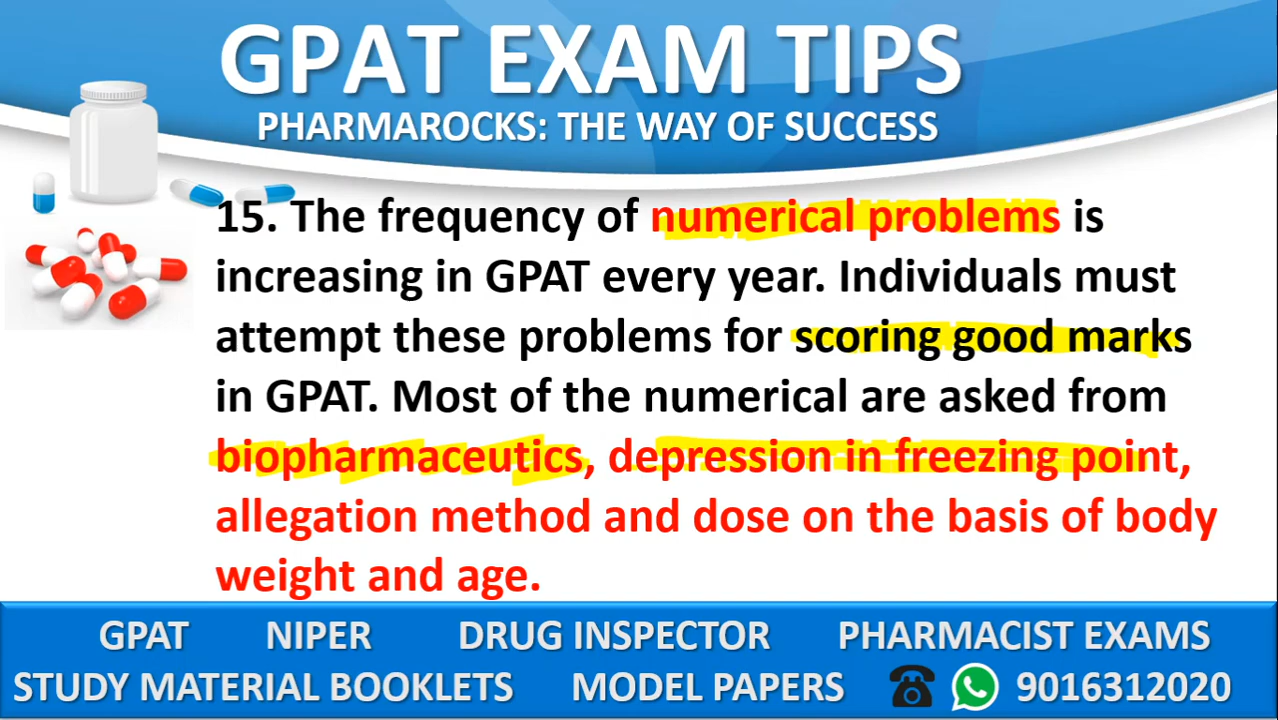 GPAT EXAM TIPS
PHARMAROCKS: THE WAY OF SUCCESS
15. The frequency of numerical problems is
increasing in GPAT every year. Individuals must
attempt these problems for scoring good marks
in GPAT. Most of the numerical are asked from
biopharmaceutics, depression in freezing point,
allegation method and dose on the basis of body
weight and age.
GPAT NIPER DRUG INSPECTOR PHARMACIST EXAMS
STUDY MATERIAL BOOKLETS MODEL PAPERS 9016312020